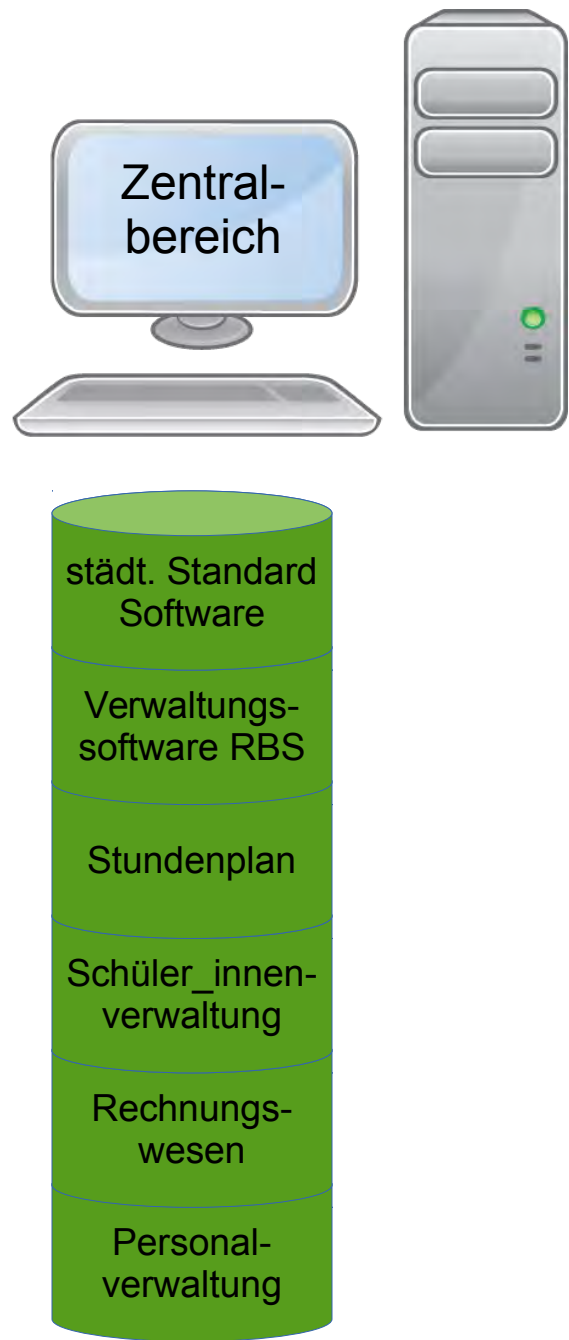 Zentral-
bereich
städt. Standard
Software
Verwaltungs-
software RBS
Stundenplan
Schüler_innen-
verwaltung
Rechnungs-
wesen
Personal-
verwaltung